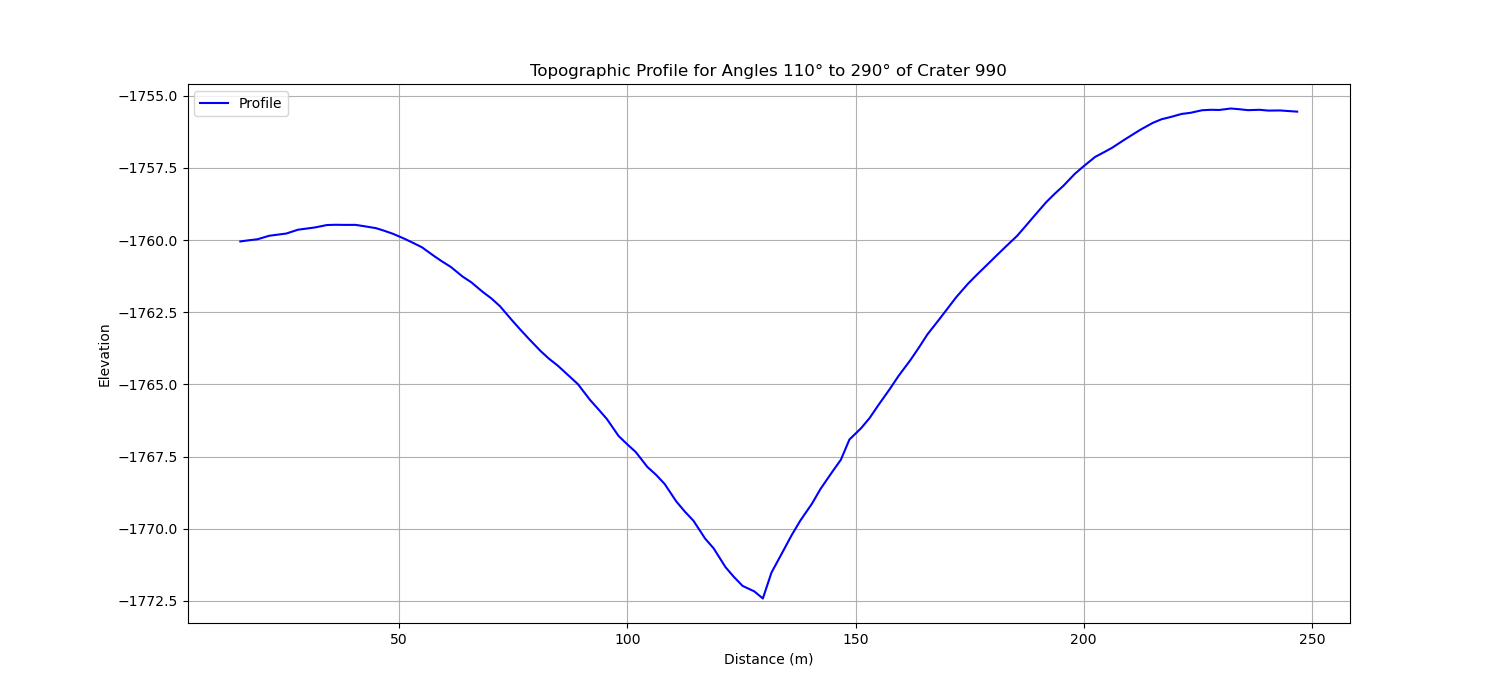 Topographic Profile for Angles 110° to 290° of Crater 990
Profile
−1755.0
−1757.5
−1760.0
−1762.5
−1765.0
−1767.5
−1770.0
−1772.5
Elevation
50 100 150 200 250
Distance (m)